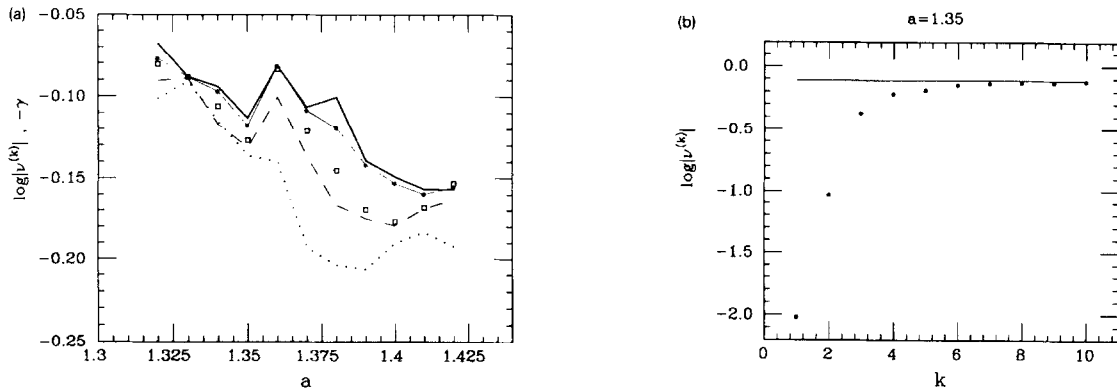 (a)
-0.05
-0.10
-0.15
-0.20
-0.25
log|ν^(k)| , -γ
1.3 1.325 1.35 1.375 1.4 1.425
a
(b)
a=1.35
0.0
-0.5
-1.0
-1.5
-2.0
log|ν^(k)|
0 2 4 6 8 10
k